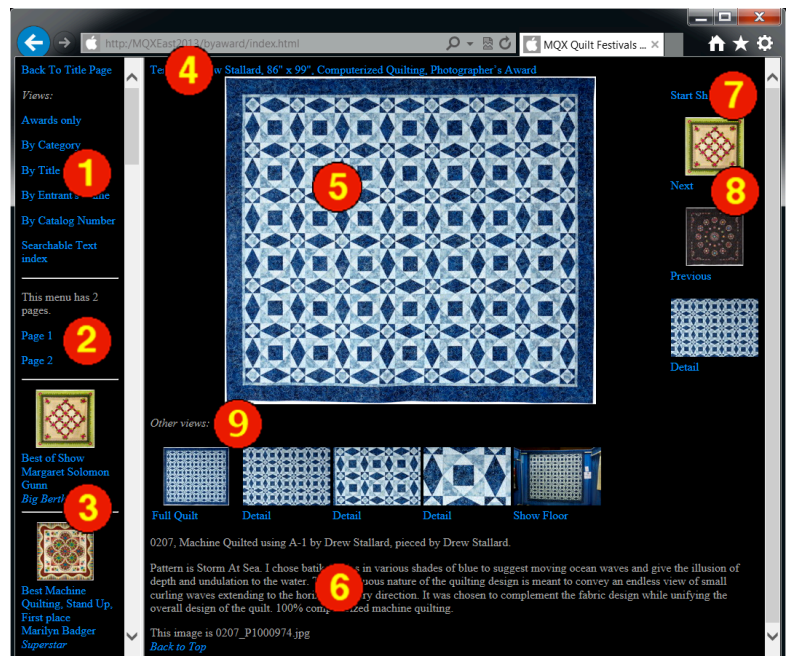 http://MQXEast2013/byaward/index.html
MQX Quilt Festivals ...
Back To Title Page
Views:
Awards only
By Category
By Title
By Entrant's
By Catalog Number
Searchable Text
index
This menu has 2
pages.
Page 1
Page 2
Best of Show
Margaret Solomon
Gunn
Big
Best Machine
Quilting, Stand Up,
First place
Marilyn Badger
Superstar
1
2
3
4
Stallard, 86" x 99", Computerized Quilting, Photographer's Award
5
Other views:
9
Full Quilt
Detail
Detail
Detail
Show Floor
0207, Machine Quilted using A-1 by Drew Stallard, pieced by Drew Stallard.
Pattern is Storm At Sea. I chose in various shades of blue to suggest moving ocean waves and give the illusion of
depth and undulation to the water. nature of the quilting design is meant to convey an endless view of small
curling waves extending to the direction. It was chosen to complement the fabric design while unifying the
overall design of the quilt. 100% machine quilting.
6
This image is 0207_P1000974.jpg
Back to Top
Start
7
Next
8
Previous
Detail